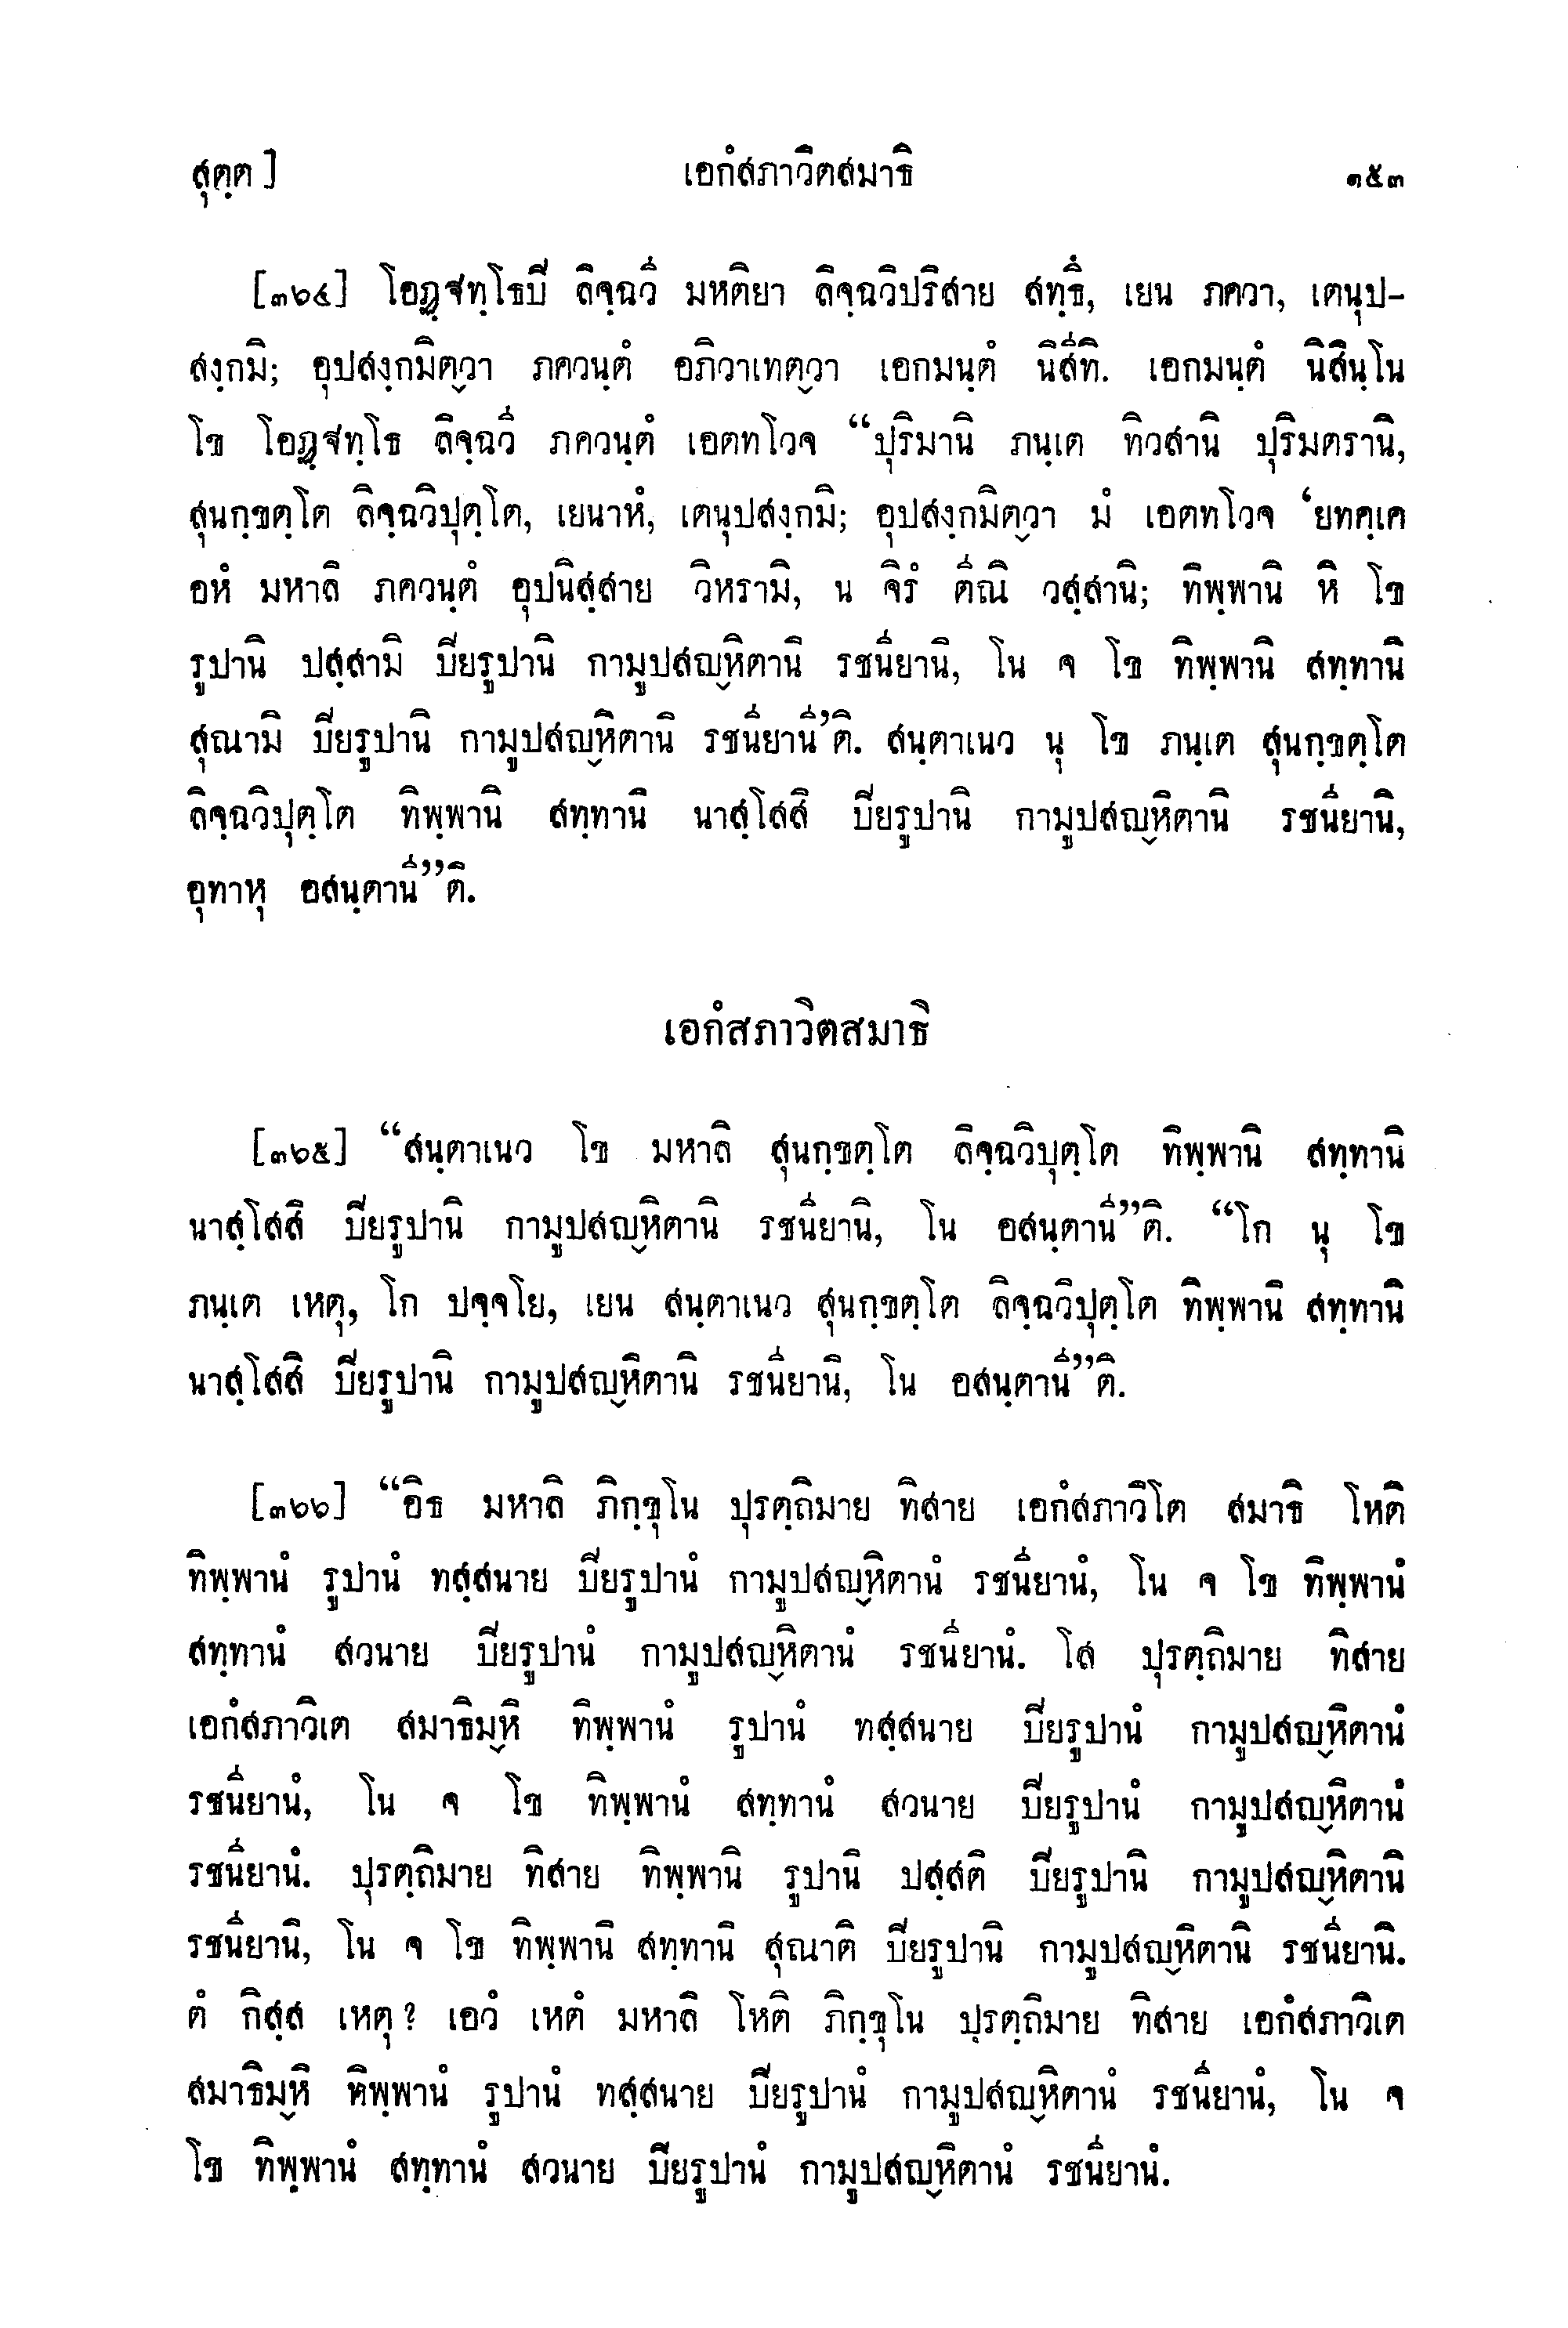 สุตฺต]
เอกํสภาวิตสมาธิ
๑๕๓
[๓๖๔] โอฏฺฐทฺโธปี ลิจฺฉวี มหติยา ลิจฺฉวิปริสาย สทฺธึ, เยน ภควา, เตนุป-
สงฺกมิ; อุปสงฺกมิตฺวา ภควนฺตํ อภิวาเทตฺวา เอกมนฺตํ นิสีทิ. เอกมนฺตํ นิสินฺโน
โข โอฏฺฐทฺโธ ลิจฺฉวี ภควนฺตํ เอตทโวจ “ปุริมานิ ภนฺเต ทิวสานิ ปุริมตรานิ,
สุนกฺขตฺโต ลิจฺฉวิปุตฺโต, เยนาหํ, เตนุปสงฺกมิ; อุปสงฺกมิตฺวา มํ เอตทโวจ ‘ยทคฺเค
อหํ มหาลิ ภควนฺตํ อุปนิสฺสาย วิหรามิ, น จิรํ ตีณิ วสฺสานิ; ทิพฺพานิ หิ โข
รูปานิ ปสฺสามิ ปิยรูปานิ กามูปสญฺหิตานิ รชนียานิ, โน จ โข ทิพฺพานิ สทฺทานิ
สุณามิ ปิยรูปานิ กามูปสญฺหิตานิ รชนียานี’ติ. สนฺตาเนว นุ โข ภนฺเต สุนกฺขตฺโต
ลิจฺฉวิปุตฺโต ทิพฺพานิ สทฺทานิ นาสฺโสสิ ปิยรูปานิ กามูปสญฺหิตานิ รชนียานิ,
อุทาหุ อสนฺตานี”ติ.
เอกํสภาวิตสมาธิ
[๓๖๕] “สนฺตาเนว โข มหาลิ สุนกฺขตฺโต ลิจฺฉวิปุตฺโต ทิพฺพานิ สทฺทานิ
นาสฺโสสิ ปิยรูปานิ กามูปสญฺหิตานิ รชนียานิ, โน อสนฺตานี”ติ. “โก นุ โข
ภนฺเต เหตุ, โก ปจฺจโย, เยน สนฺตาเนว สุนกฺขตฺโต ลิจฺฉวิปุตฺโต ทิพฺพานิ สทฺทานิ
นาสฺโสสิ ปิยรูปานิ กามูปสญฺหิตานิ รชนียานิ, โน อสนฺตานี”ติ.
[๓๖๖] “อิธ มหาลิ ภิกฺขุโน ปุรตฺถิมาย ทิสาย เอกํสภาวิโต สมาธิ โหติ
ทิพฺพานํ รูปานํ ทสฺสนาย ปิยรูปานํ กามูปสญฺหิตานํ รชนียานํ, โน จ โข ทิพฺพานํ
สทฺทานํ สวนาย ปิยรูปานํ กามูปสญฺหิตานํ รชนียานํ. โส ปุรตฺถิมาย ทิสาย
เอกํสภาวิเต สมาธิมฺหิ ทิพฺพานํ รูปานํ ทสฺสนาย ปิยรูปานํ กามูปสญฺหิตานํ
รชนียานํ, โน จ โข ทิพฺพานํ สทฺทานํ สวนาย ปิยรูปานํ กามูปสญฺหิตานํ
รชนียานํ. ปุรตฺถิมาย ทิสาย ทิพฺพานิ รูปานิ ปสฺสติ ปิยรูปานิ กามูปสญฺหิตานิ
รชนียานิ, โน จ โข ทิพฺพานิ สทฺทานิ สุณาติ ปิยรูปานิ กามูปสญฺหิตานิ รชนียานิ.
ตํ กิสฺส เหตุ? เอวํ เหตํ มหาลิ โหติ ภิกฺขุโน ปุรตฺถิมาย ทิสาย เอกํสภาวิเต
สมาธิมฺหิ ทิพฺพานํ รูปานํ ทสฺสนาย ปิยรูปานํ กามูปสญฺหิตานํ รชนียานํ, โน จ
โข ทิพฺพานํ สทฺทานํ สวนาย ปิยรูปานํ กามูปสญฺหิตานํ รชนียานํ.